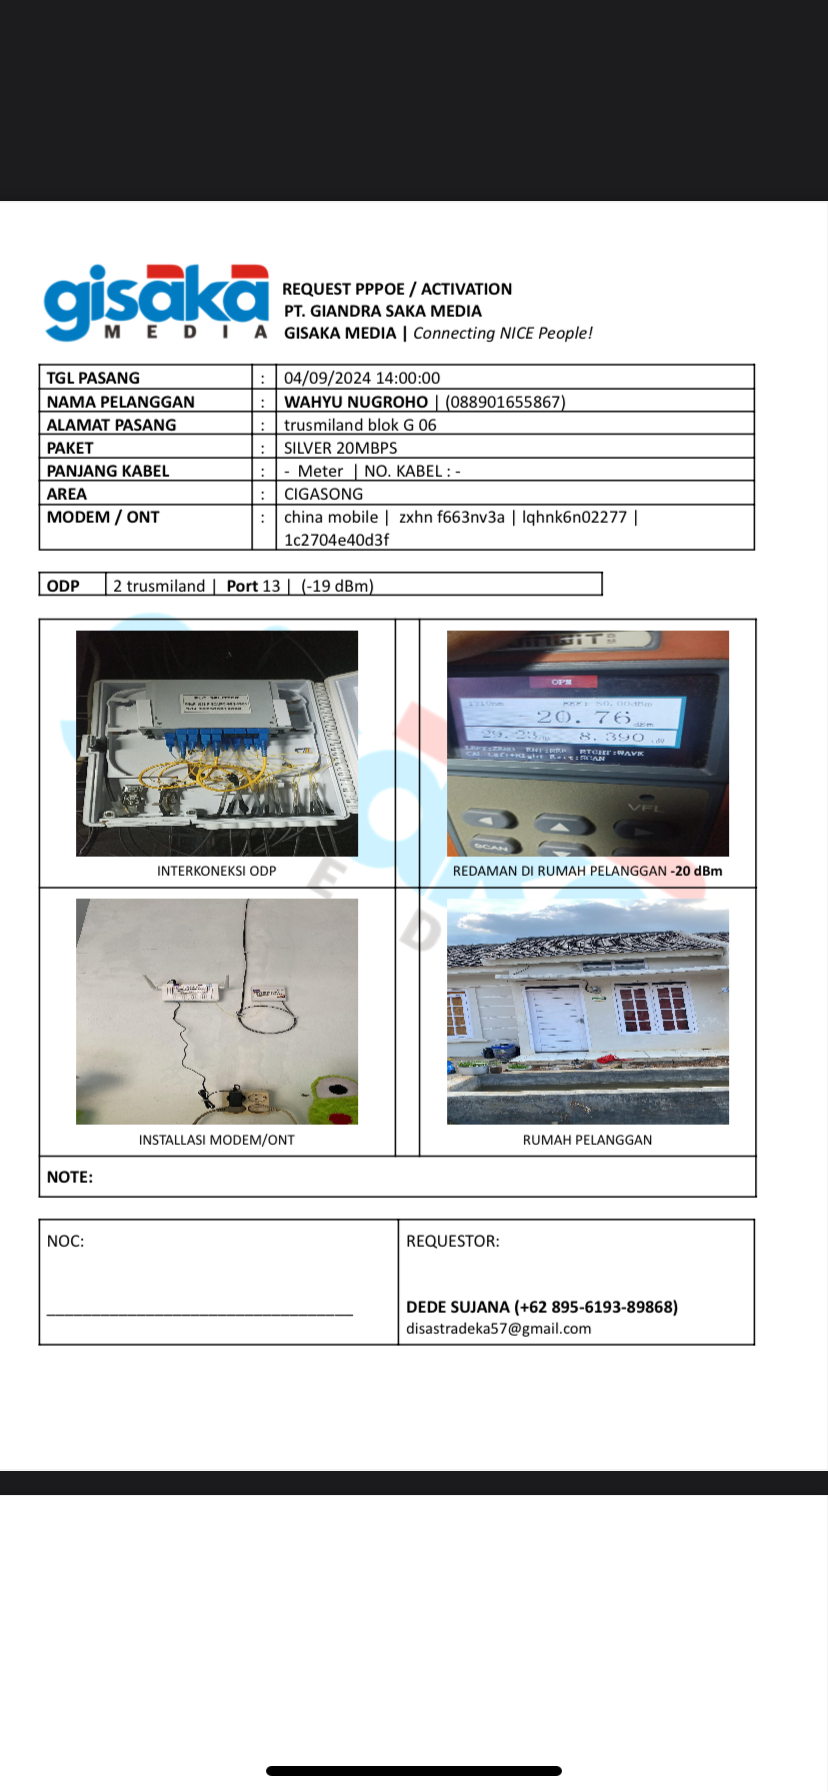 gisaka
MEDIA
REQUEST PPPOE / ACTIVATION
PT. GIANDRA SAKA MEDIA
GISAKA MEDIA | Connecting NICE People!
TGL PASANG : 04/09/2024 14:00:00
NAMA PELANGGAN : WAHYU NUGROHO | (088901655867)
ALAMAT PASANG : trusmiland blok G 06
PAKET : SILVER 20MBPS
PANJANG KABEL : - Meter | NO. KABEL : -
AREA : CIGASONG
MODEM / ONT : china mobile | zxhn f663nv3a | lqhnk6n02277 |
1c2704e40d3f
ODP 2 trusmiland | Port 13 | (-19 dBm)
OPM
20.76
8.390
VFL
SCAN
INTERKONEKSI ODP
REDAMAN DI RUMAH PELANGGAN -20 dBm
INSTALLASI MODEM/ONT
RUMAH PELANGGAN
NOTE:
NOC:
REQUESTOR:
DEDE SUJANA (+62 895-6193-89868)
disastradeka57@gmail.com